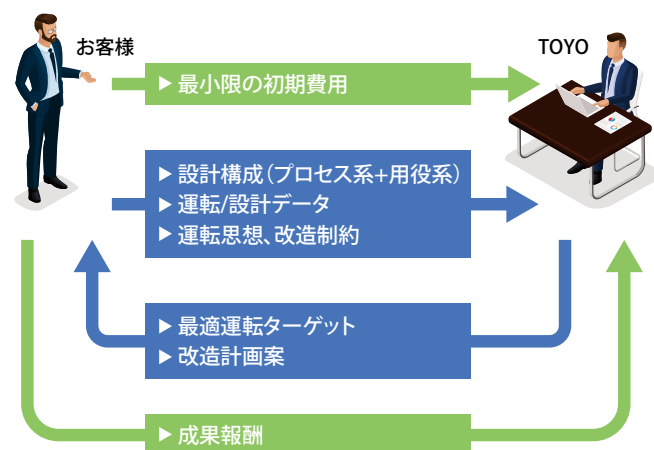 お客様
TOYO
▶最小限の初期費用
▶設計構成(プロセス系+用役系)
▶運転/設計データ
▶運転思想、改造制約
▶最適運転ターゲット
▶改造計画案
▶成果報酬